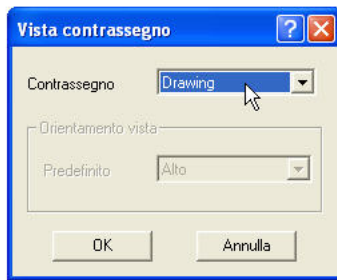 Vista contrassegno
Contrassegno Drawing
Orientamento vista
Predefinito Alto
OK Annulla